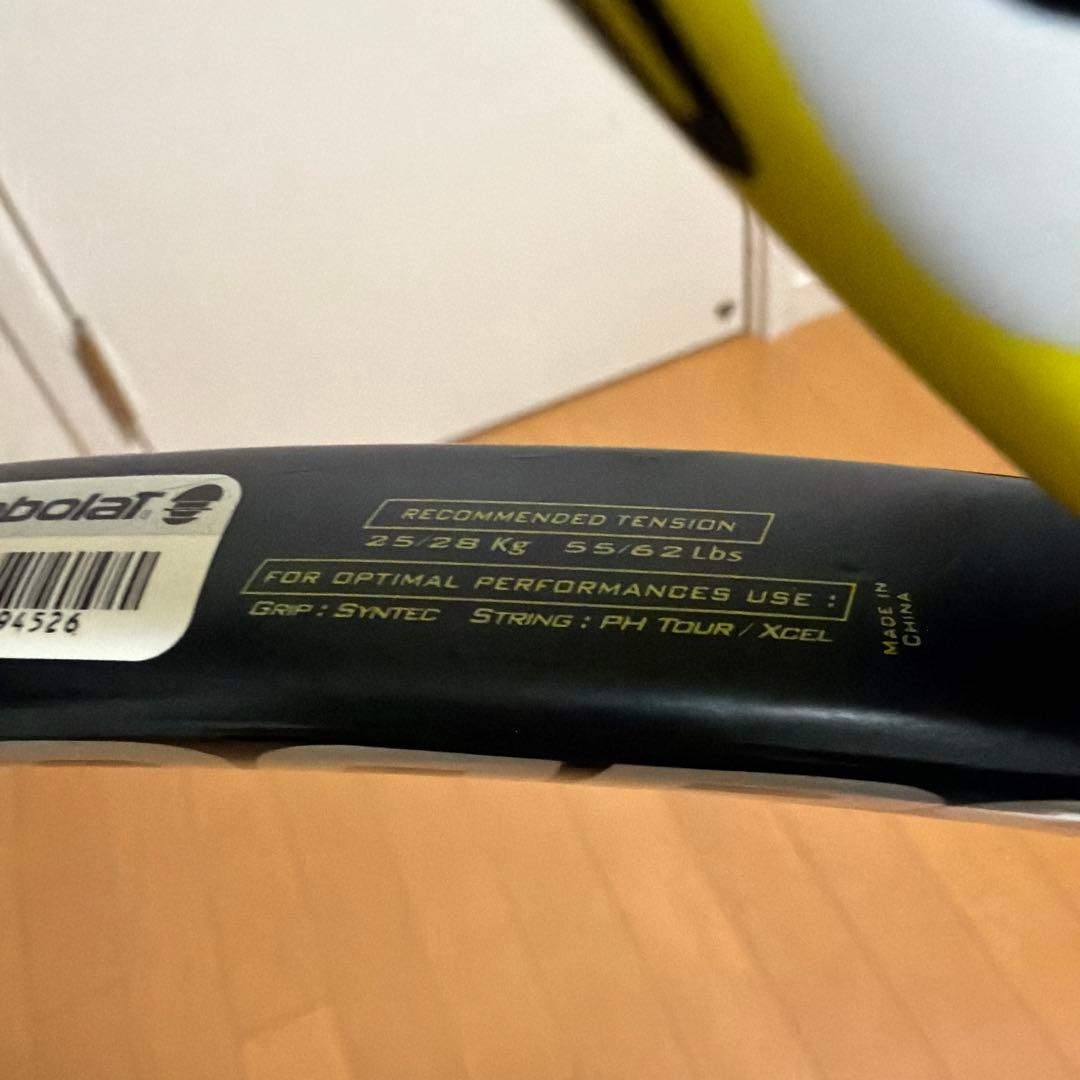 abolaT
94526
RECOMMENDED TENSION
25/28 Kg 55/62 Lbs
FOR OPTIMAL PERFORMANCES USE :
GRIP : SYNTEC STRING : PH TOUR / XCEL
MADE IN
CHINA